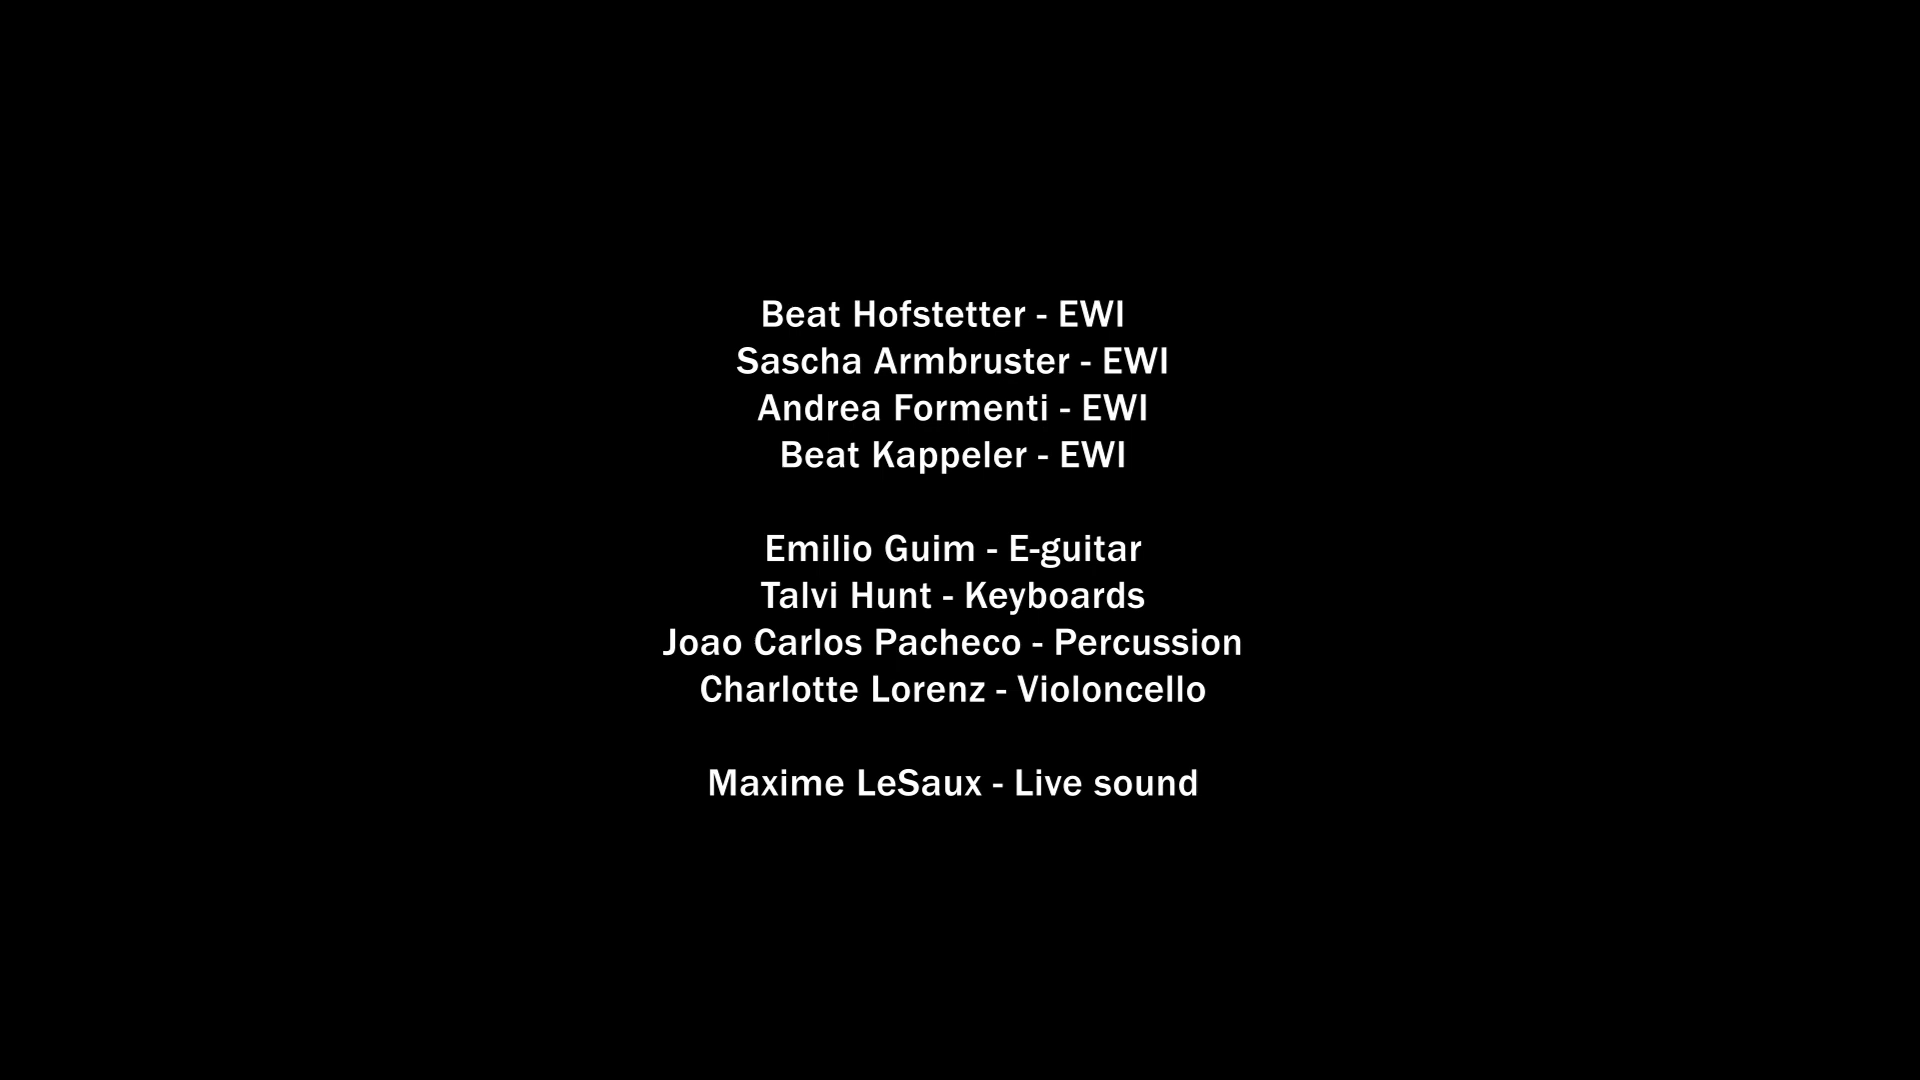 Beat Hofstetter - EWI
Sascha Armbruster - EWI
Andrea Formenti - EWI
Beat Kappeler - EWI
Emilio Guim - E-guitar
Talvi Hunt - Keyboards
Joao Carlos Pacheco - Percussion
Charlotte Lorenz - Violoncello
Maxime LeSaux - Live sound